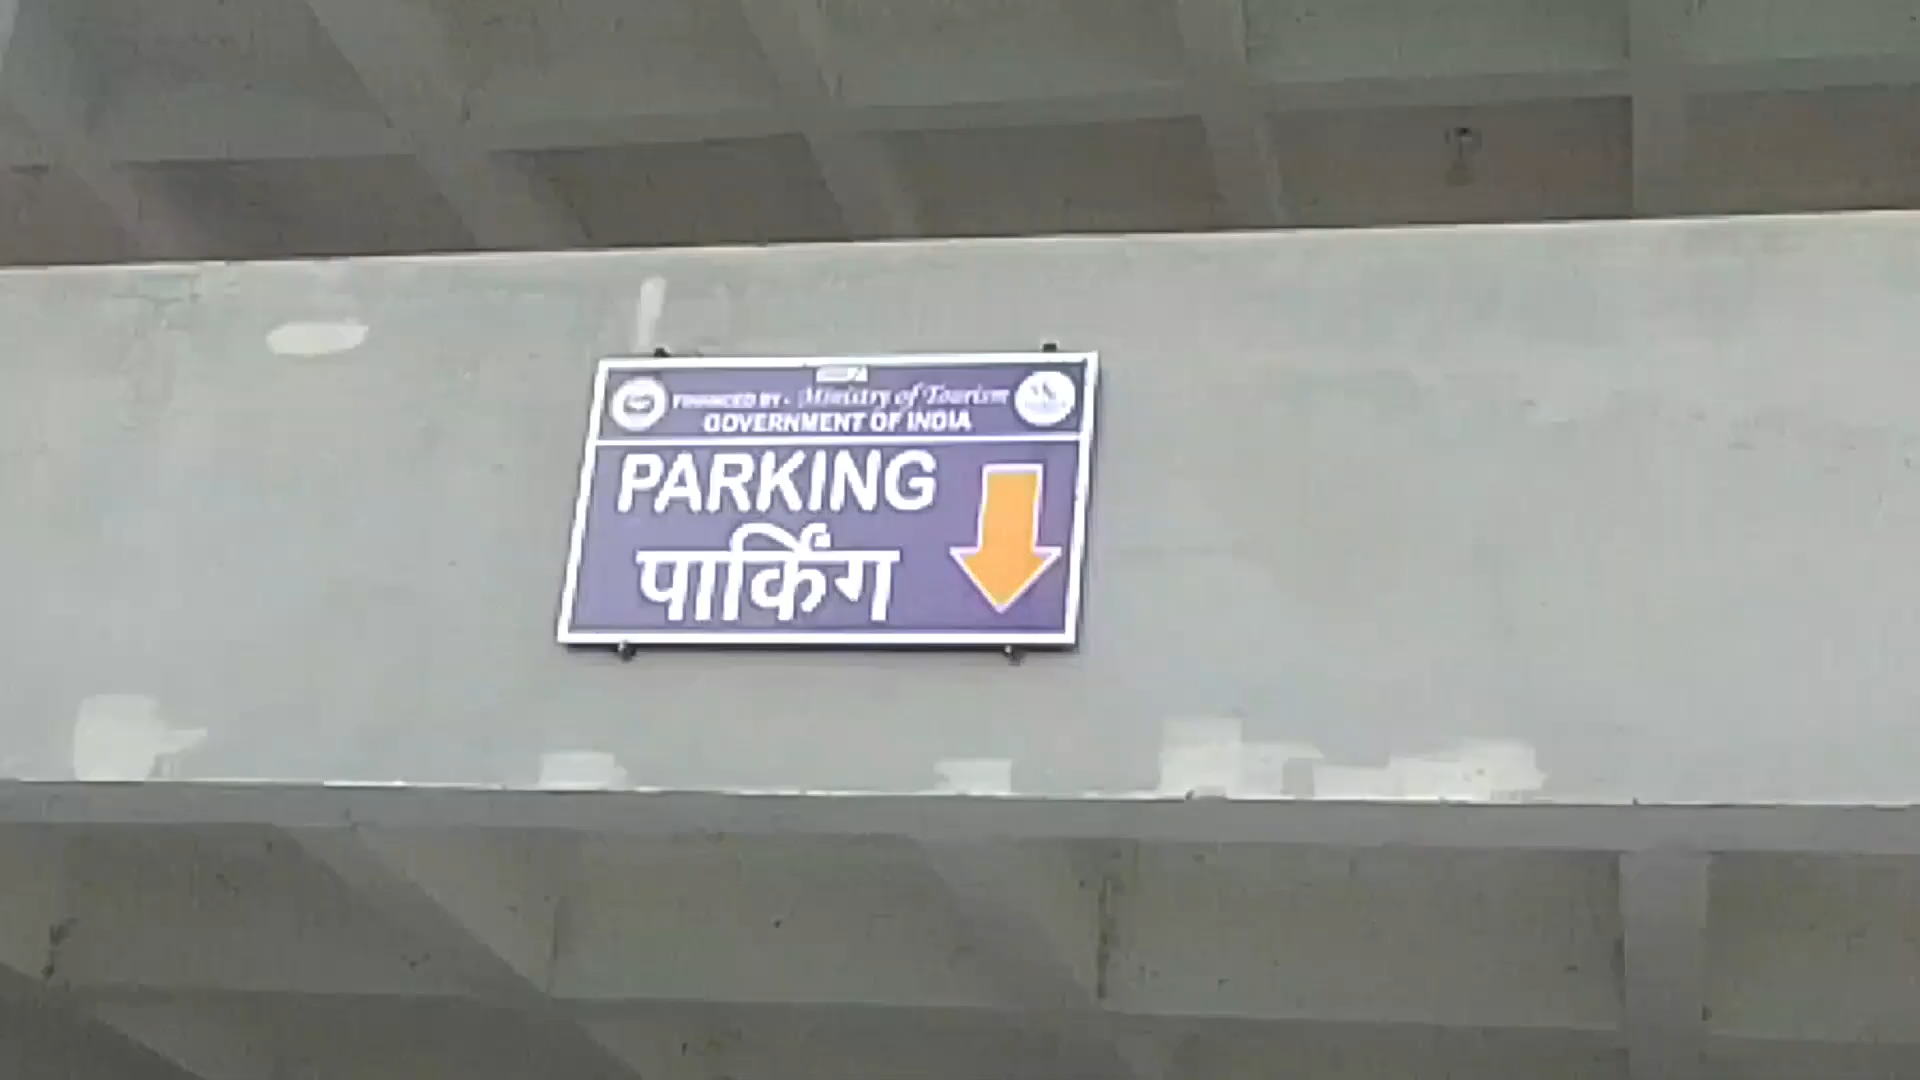 FINANCED BY - Ministry of Tourism
GOVERNMENT OF INDIA
PARKING
पार्किंग